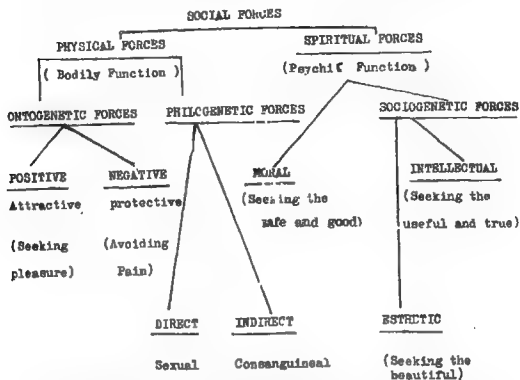 SOCIAL FORCES
PHYSICAL FORCES
SPIRITUAL FORCES
( Bodily Function )
(Psychic Function )
ONTOGENETIC FORCES
PHILOGENETIC FORCES
SOCIOGENETIC FORCES
POSITIVE
NEGATIVE
MORAL
INTELLECTUAL
Attractive
protective
(Seeking the
safe and good)
(Seeking the
useful and true)
(Seeking
pleasure)
(Avoiding
Pain)
DIRECT
INDIRECT
ESTHETIC
Sexual
Consanguineal
(Seeking the
beautiful)